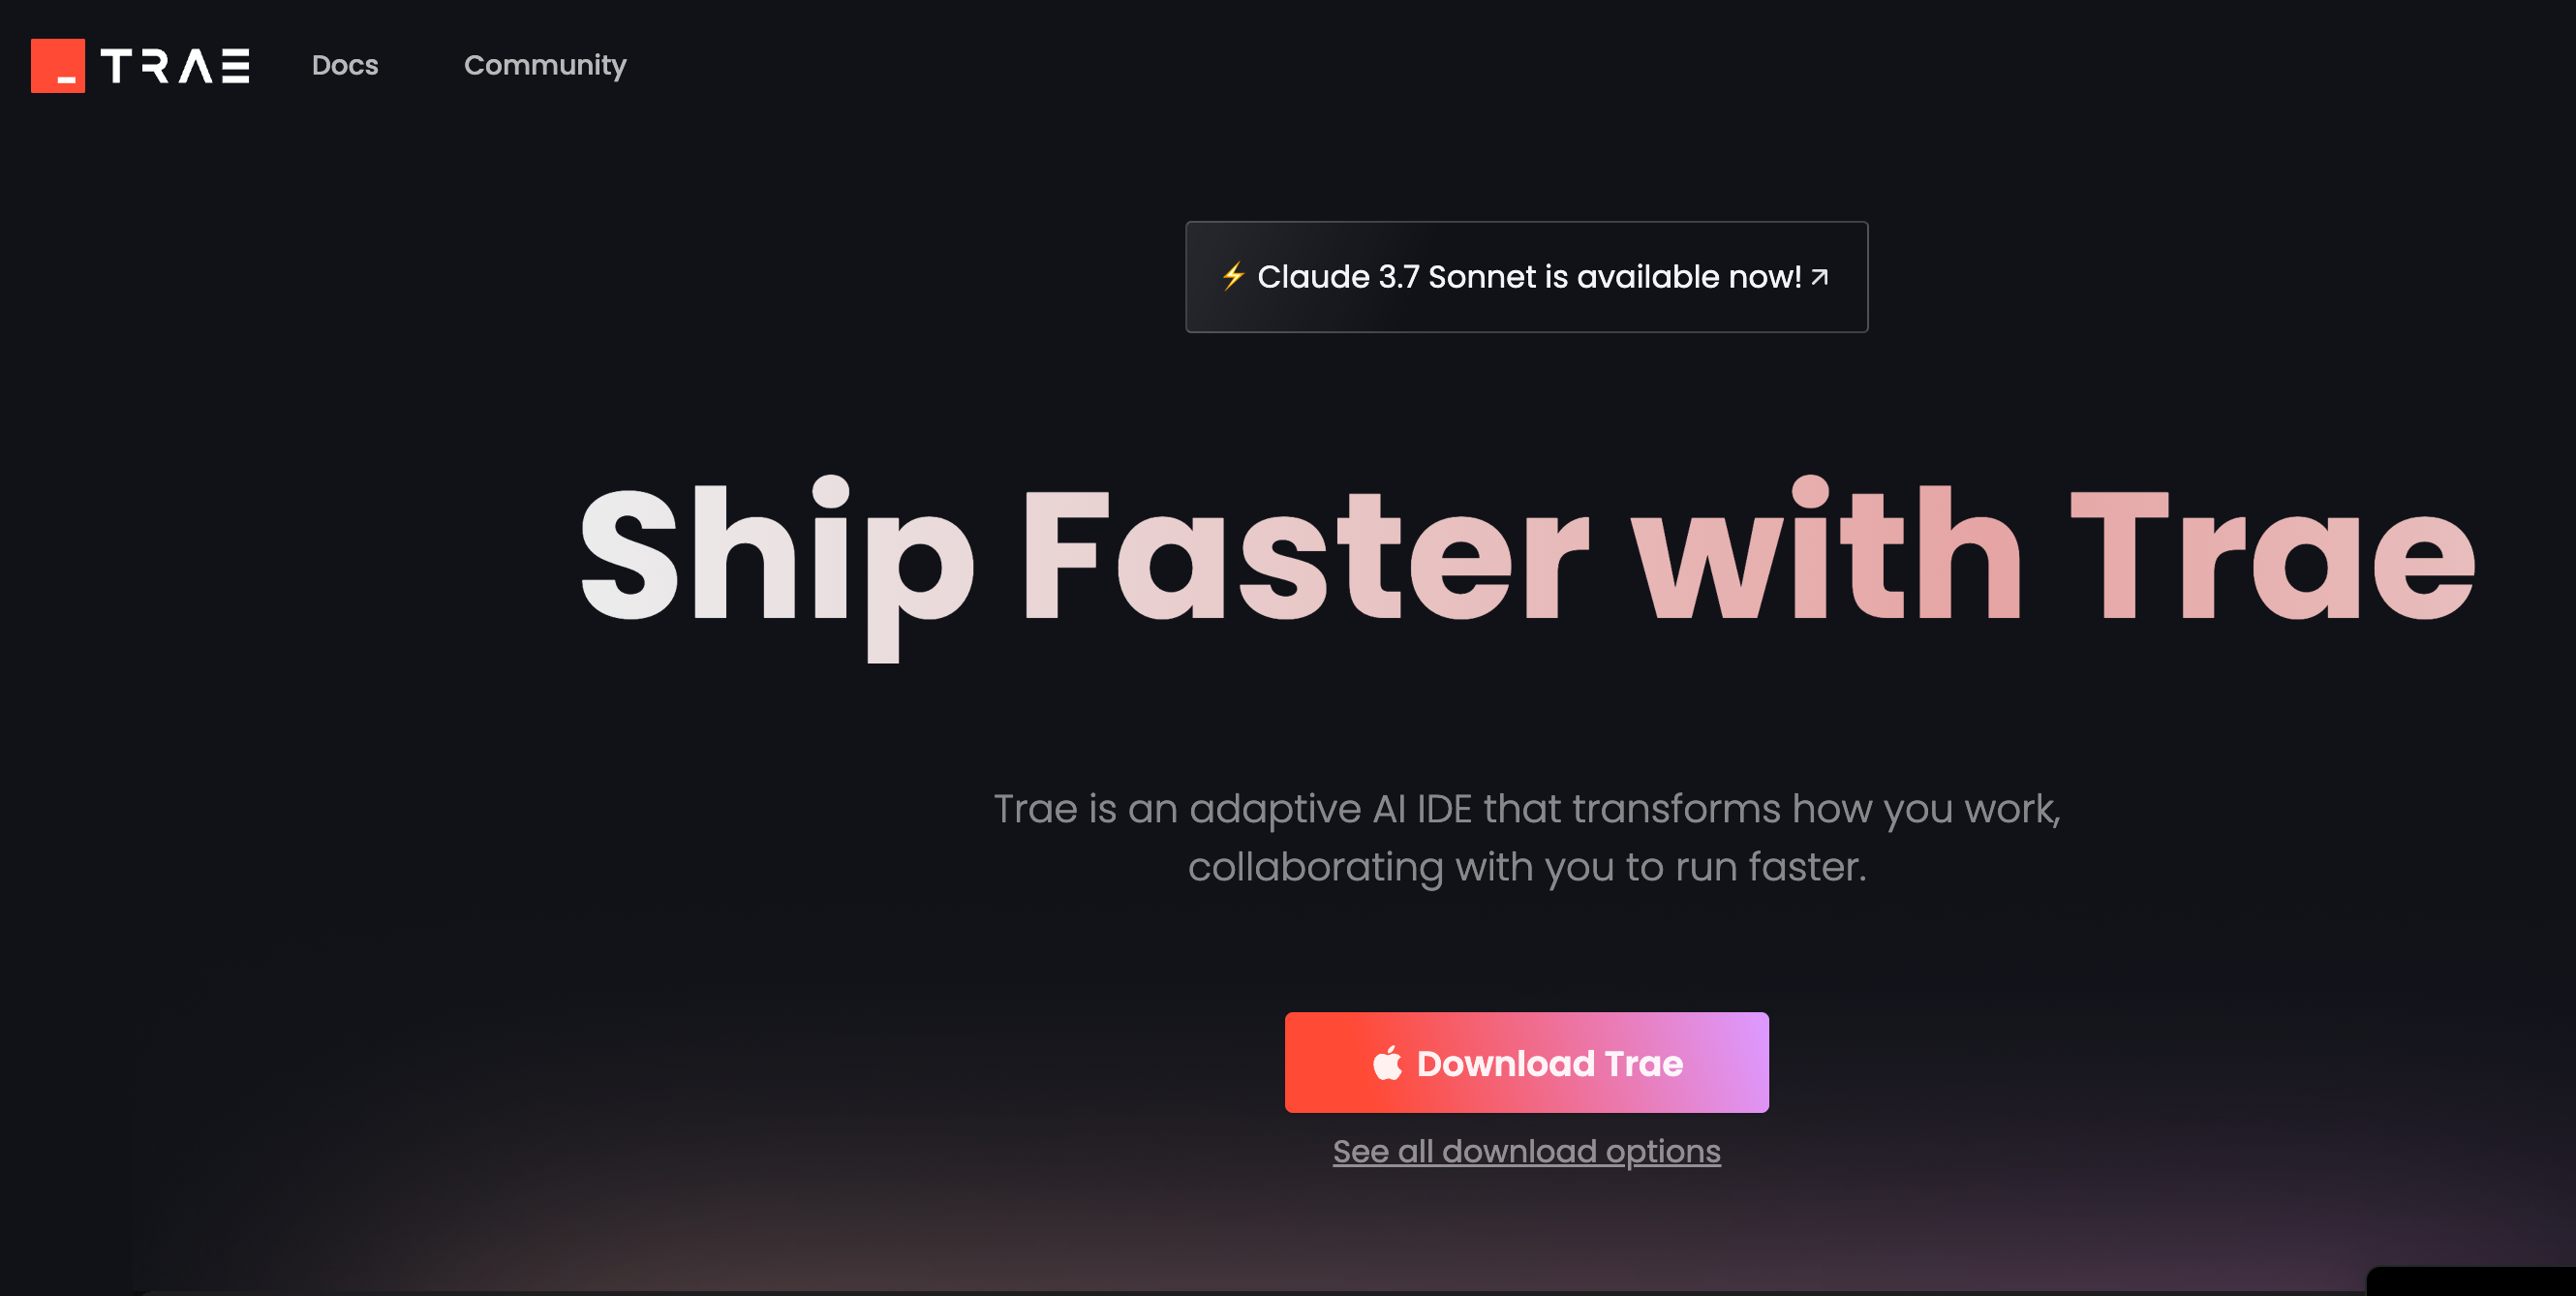 TRAE
Docs
Community
⚡ Claude 3.7 Sonnet is available now! ↗
Ship Faster with Trae
Trae is an adaptive AI IDE that transforms how you work,
collaborating with you to run faster.
Download Trae
See all download options